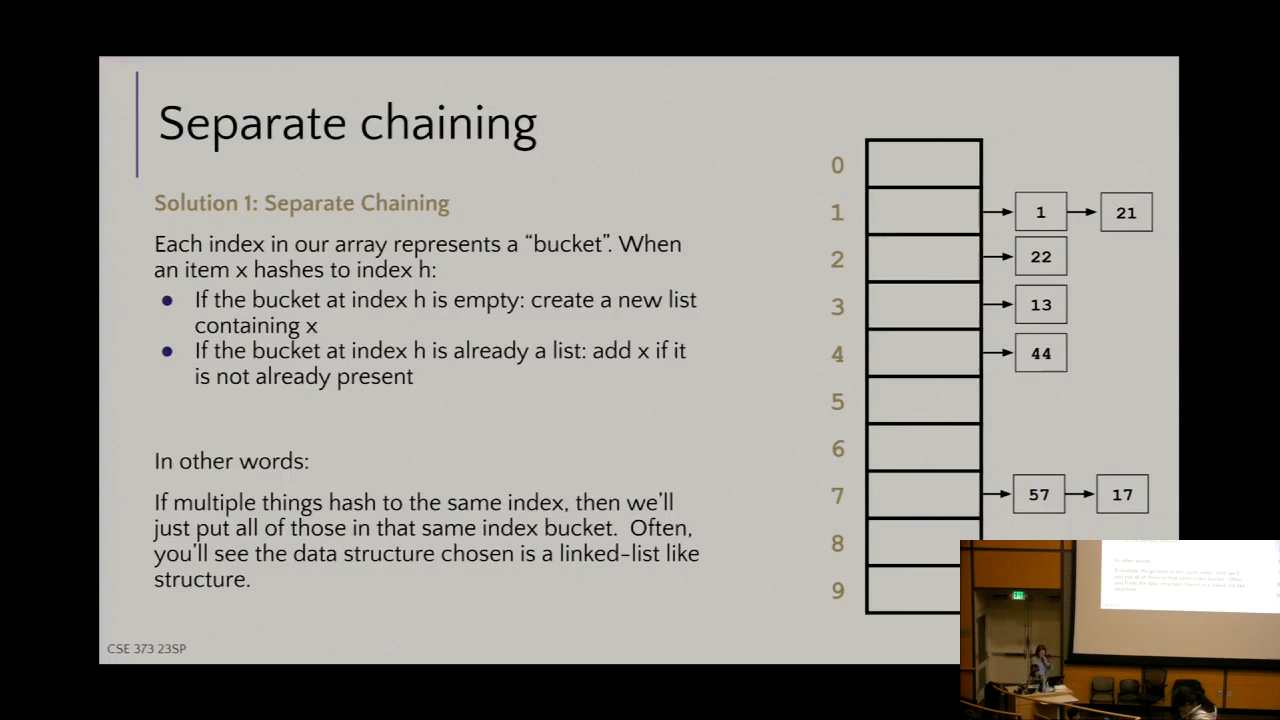 Separate chaining
Solution 1: Separate Chaining
Each index in our array represents a “bucket”. When
an item x hashes to index h:
● If the bucket at index h is empty: create a new list
containing x
● If the bucket at index h is already a list: add x if it
is not already present
In other words:
If multiple things hash to the same index, then we’ll
just put all of those in that same index bucket. Often,
you’ll see the data structure chosen is a linked-list like
structure.
CSE 373 23SP
0
1 1 21
2 22
3 13
4 44
5
6
7 57 17
8
9